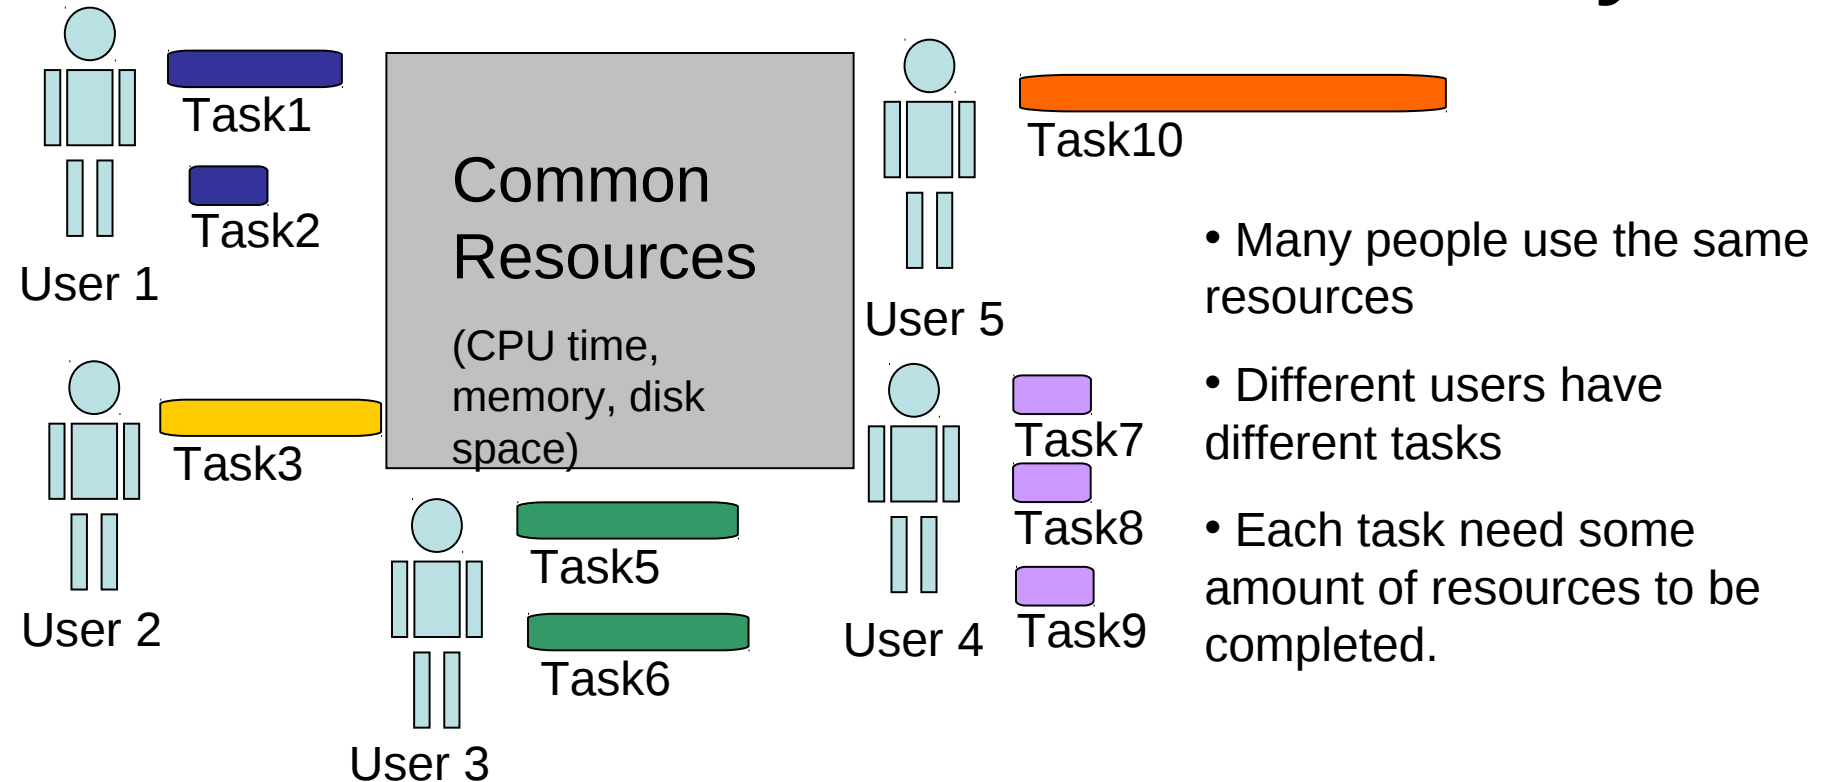 Task1
Task2
User 1
Common
Resources
(CPU time,
memory, disk
space)
Task10
User 5
• Many people use the same
resources
• Different users have
different tasks
• Each task need some
amount of resources to be
completed.
Task3
User 2
Task5
Task6
User 3
Task7
Task8
Task9
User 4